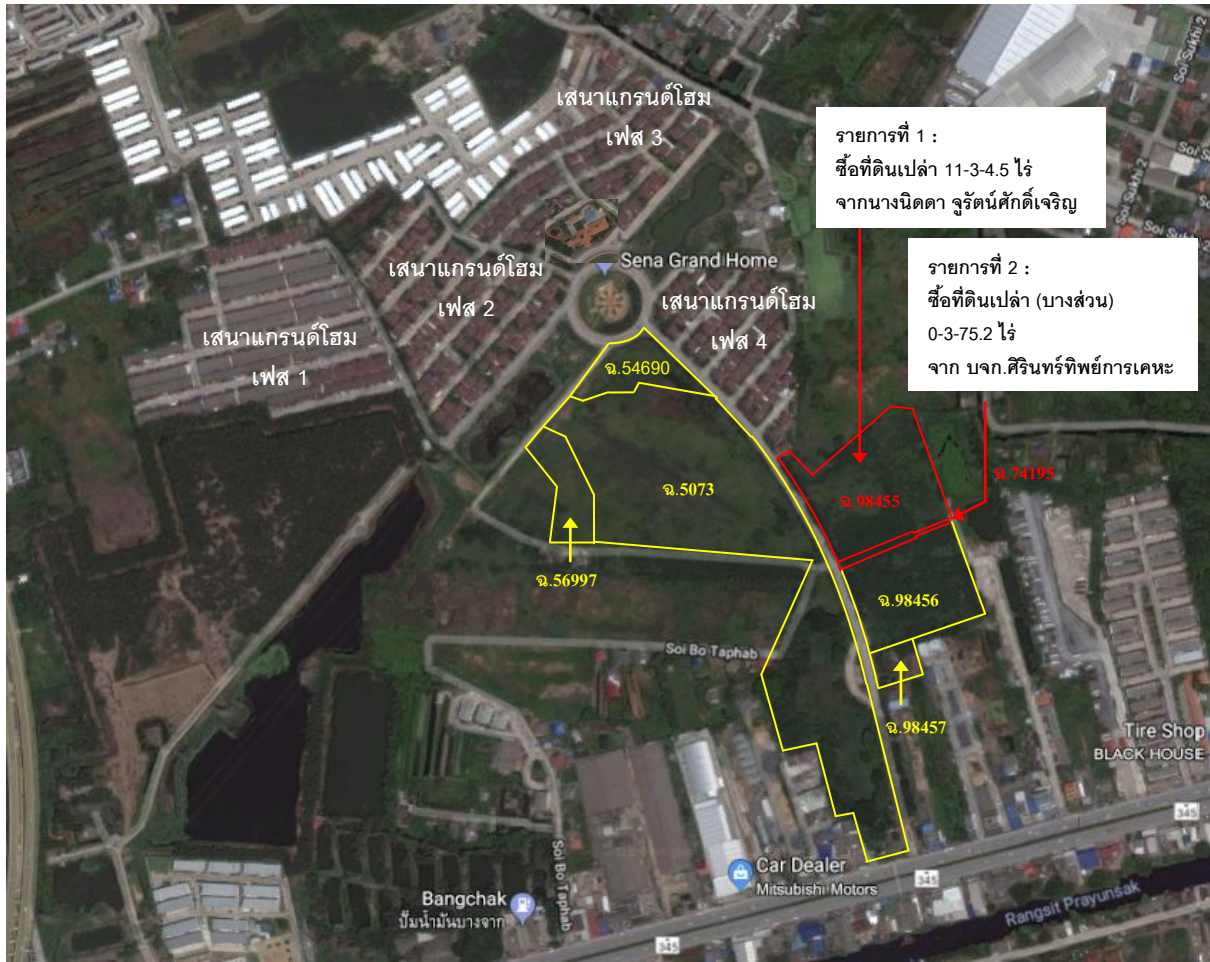 Soi Sukhi 2
เสนาแกรนด์โฮม
เฟส 3
รายการที่ 1 :
ซื้อที่ดินเปล่า 11-3-4.5 ไร่
จากนางนิดดา จูรัตน์ศักดิ์เจริญ
Soi Sukhi 2
รายการที่ 2 :
ซื้อที่ดินเปล่า (บางส่วน)
0-3-75.2 ไร่
จาก บจก.ศิรินทร์ทิพย์การเคหะ
Sena Grand Home
เสนาแกรนด์โฮม
เฟส 2
เสนาแกรนด์โฮม
เฟส 4
เสนาแกรนด์โฮม
เฟส 1
ฉ.54690
ฉ.5073
ฉ.98455
ฉ.74195
ฉ.56997
ฉ.98456
Soi Bo Taphab
ฉ.98457
Tire Shop
BLACK HOUSE
345
Soi Bo Taphab
Car Dealer
Mitsubishi Motors
345
Bangchak
ปั๊มน้ำมันบางจาก
Rangsit Prayunsak
345